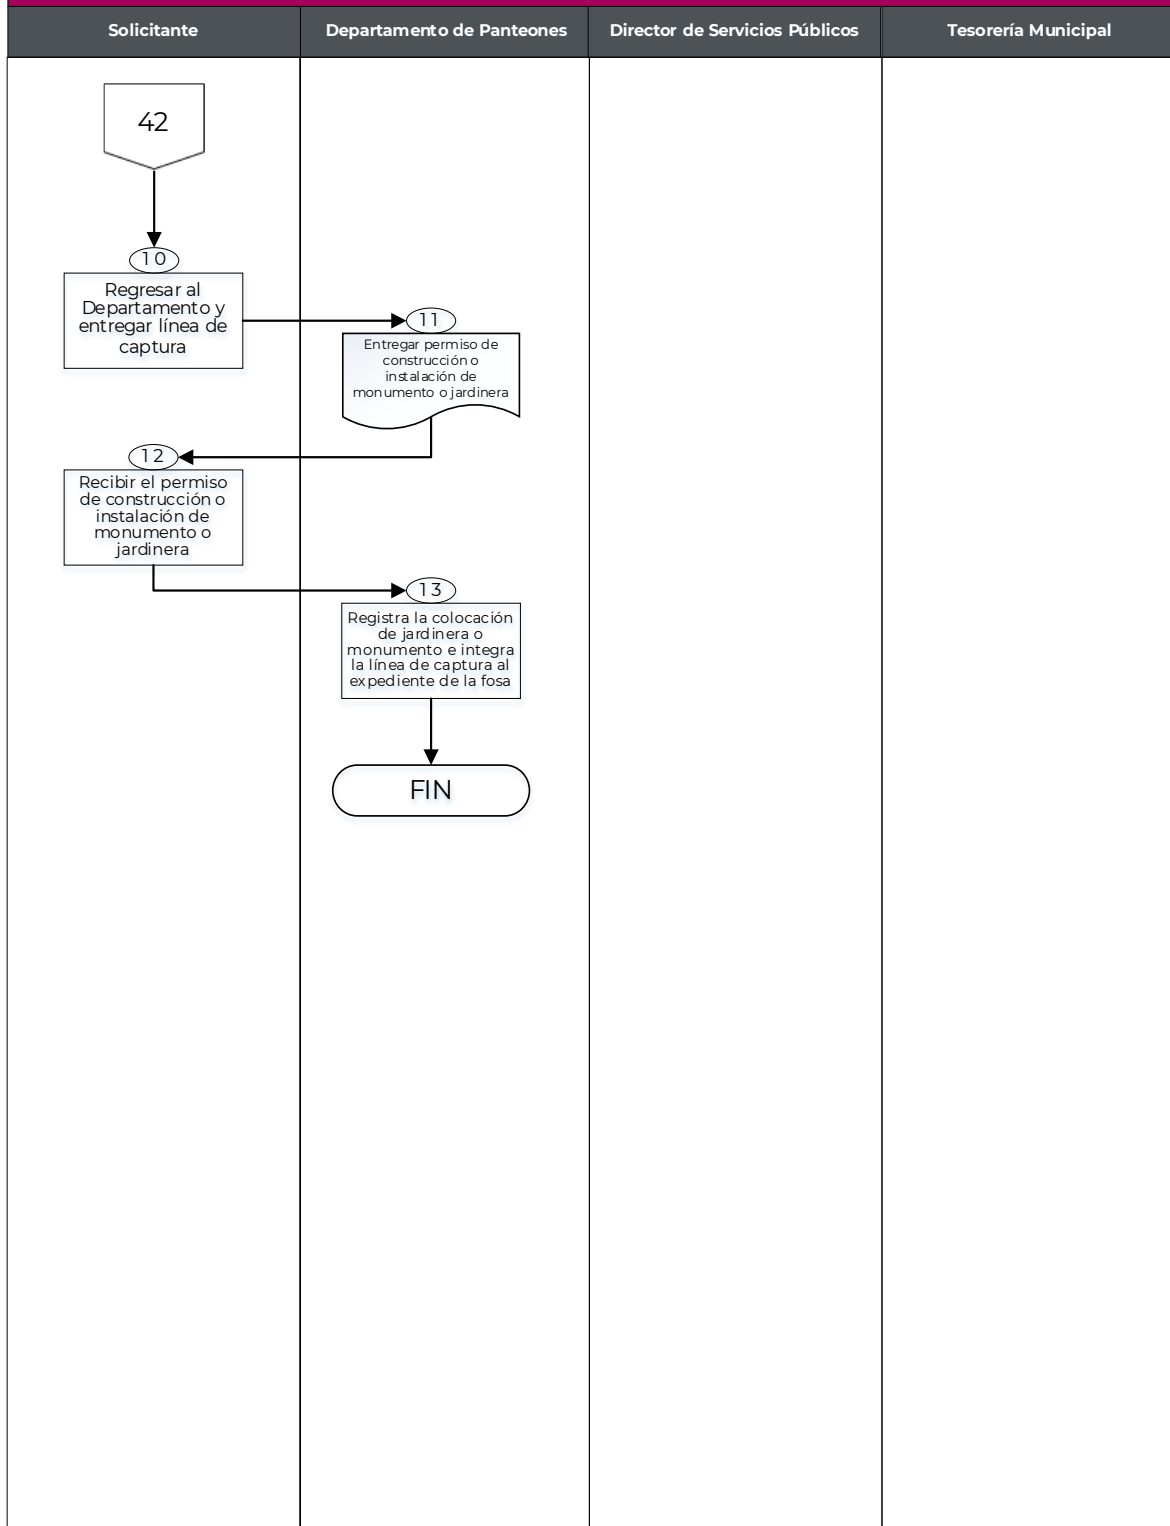 Solicitante
Departamento de Panteones
Director de Servicios Públicos
Tesorería Municipal
42
10
Regresar al
Departamento y
entregar línea de
captura
11
Entregar permiso de
construcción o
instalación de
monumento o jardinera
12
Recibir el permiso
de construcción o
instalación de
monumento o
jardinera
13
Registra la colocación
de jardinera o
monumento e integra
la línea de captura al
expediente de la fosa
FIN